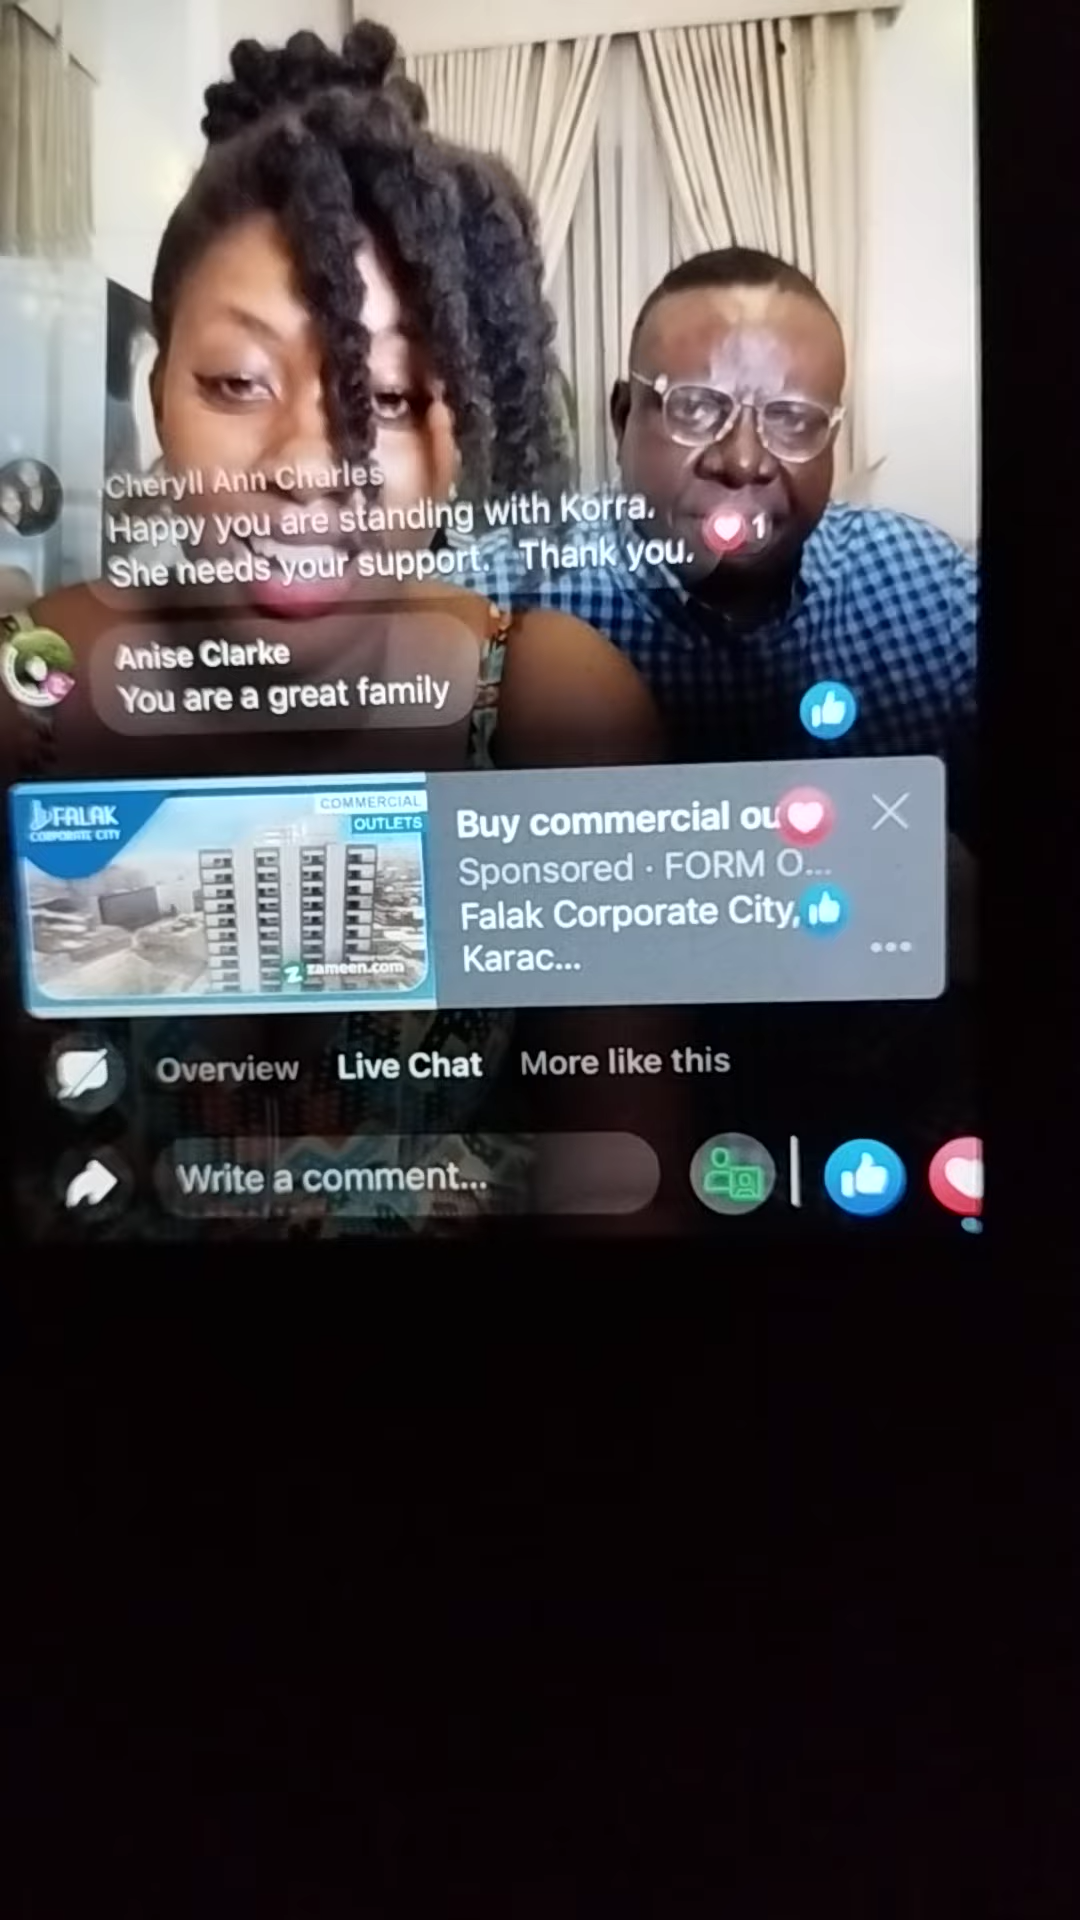 Cheryll Ann Charles
Happy you are standing with Korra.
She needs your support. Thank you.
1
Anise Clarke
You are a great family
FALAK
CORPORATE CITY
COMMERCIAL
OUTLETS
zameen.com
Buy commercial ou
Sponsored · FORM O...
Falak Corporate City,
Karac...
Overview Live Chat More like this
Write a comment...